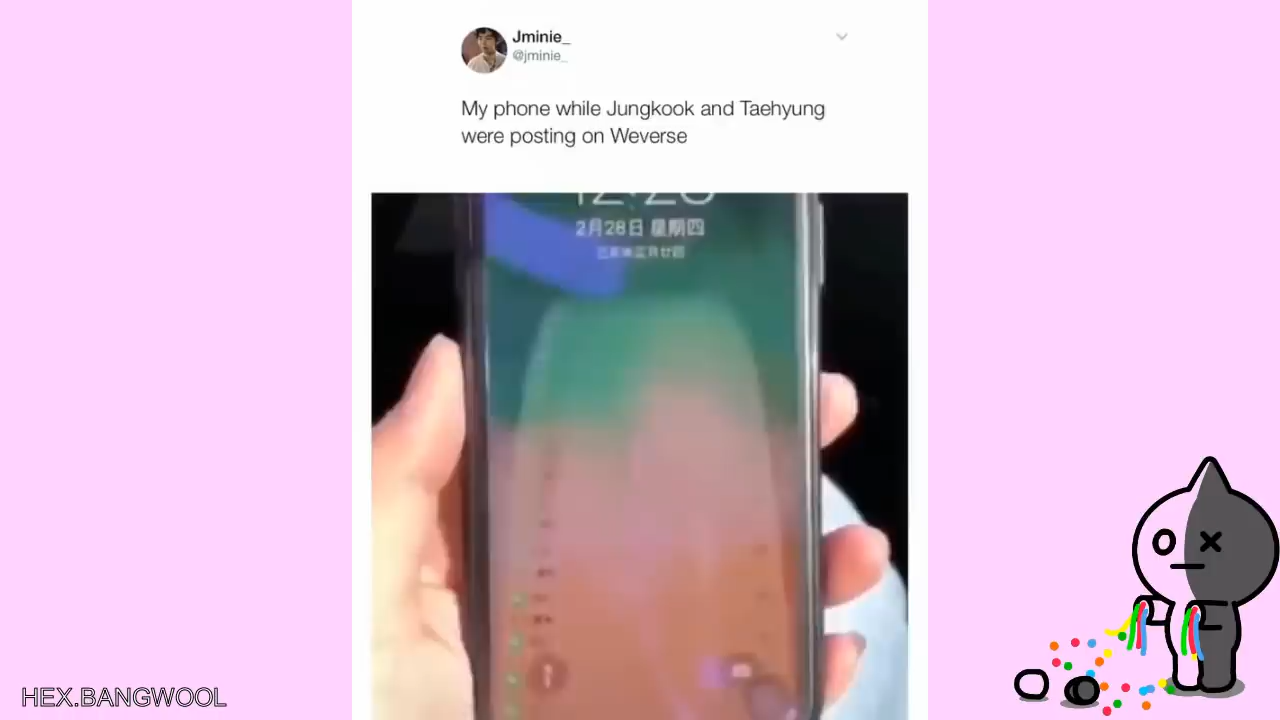 Jminie_
@jminie_
My phone while Jungkook and Taehyung
were posting on Weverse
2月28日 星期四
HEX.BANGWOOL